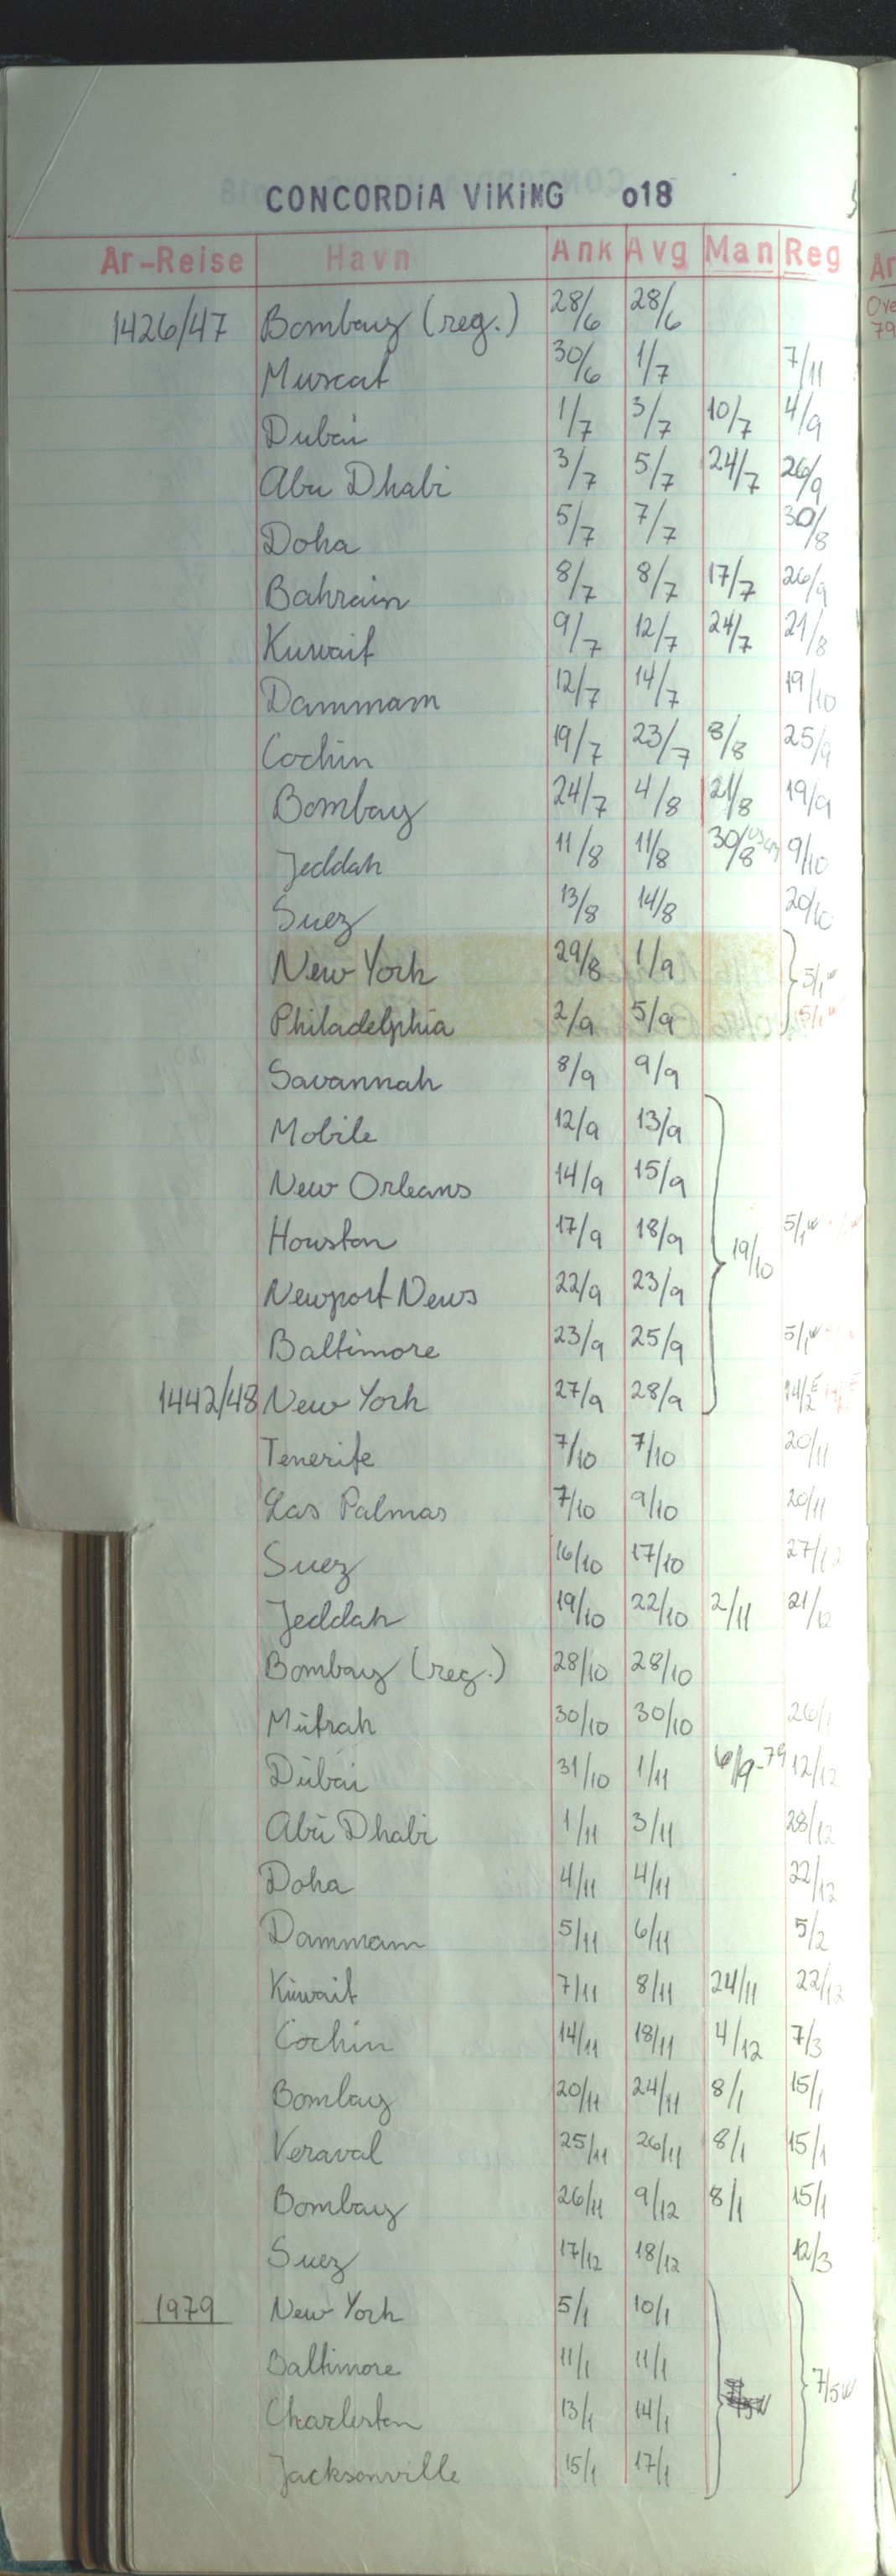 CONCORDiA ViKiNG o18
År-Reise Havn Ank Avg Man Reg År
1426/47 Bombay (reg.) 28/6 28/6 Ove
79
Muscat 30/6 1/7 7/11
Dubai 1/7 3/7 10/7 4/9
Abu Dhabi 3/7 5/7 24/7 26/9
Doha 5/7 7/7 30/8
Bahrain 8/7 8/7 17/7 26/9
Kuwait 9/7 12/7 24/7 21/8
Dammam 12/7 14/7 19/10
Cochin 19/7 23/7 8/8 25/9
Bombay 24/7 4/8 21/8 19/9
Jeddah 11/8 11/8 30/8 9/10
Suez 13/8 14/8 20/10
New York 29/8 1/9 5/1 w
Philadelphia 2/9 5/9 5/1 w
Savannah 8/9 9/9
Mobile 12/9 13/9
New Orleans 14/9 15/9
Houston 17/9 18/9 19/10 5/1 w
Newport News 22/9 23/9
Baltimore 23/9 25/9 5/1 w
1442/48 New York 27/9 28/9 14/2 E
Tenerife 7/10 7/10 20/11
Las Palmas 7/10 9/10 20/11
Suez 16/10 17/10 27/12
Jeddah 19/10 22/10 2/11 21/12
Bombay (reg.) 28/10 28/10
Mutrah 30/10 30/10 26/1
Dubai 31/10 1/11 6/9-79 12/12
Abu Dhabi 1/11 3/11 28/12
Doha 4/11 4/11 22/12
Dammam 5/11 6/11 5/2
Kuwait 7/11 8/11 24/11 22/12
Cochin 14/11 18/11 4/12 7/3
Bombay 20/11 24/11 8/1 15/1
Veraval 25/11 26/11 8/1 15/1
Bombay 26/11 9/12 8/1 15/1
Suez 17/12 18/12 12/3
1979 New York 5/1 10/1
Baltimore 11/1 11/1 7/5 w
Charleston 13/1 14/1
Jacksonville 15/1 17/1